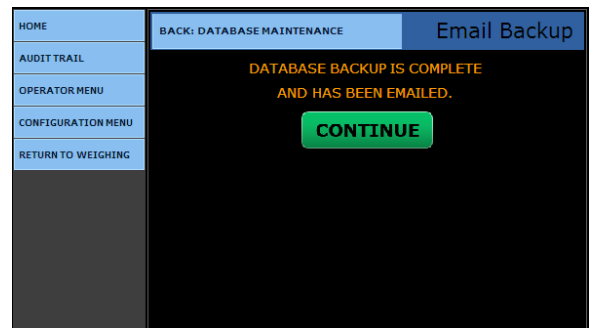 HOME
AUDIT TRAIL
OPERATOR MENU
CONFIGURATION MENU
RETURN TO WEIGHING
BACK: DATABASE MAINTENANCE
Email Backup
DATABASE BACKUP IS COMPLETE
AND HAS BEEN EMAILED.
CONTINUE